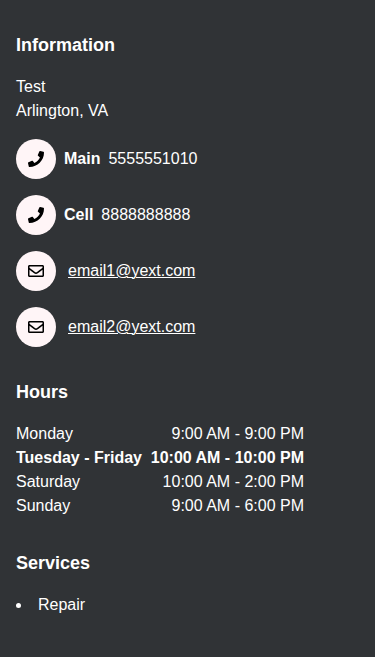 Information
Test
Arlington, VA
Main 5555551010
Cell 8888888888
email1@yext.com
email2@yext.com
Hours
Monday 9:00 AM - 9:00 PM
Tuesday - Friday 10:00 AM - 10:00 PM
Saturday 10:00 AM - 2:00 PM
Sunday 9:00 AM - 6:00 PM
Services
• Repair